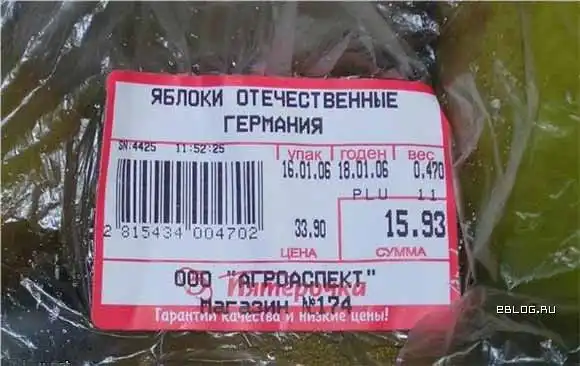 ЯБЛОКИ ОТЕЧЕСТВЕННЫЕ
ГЕРМАНИЯ
SN:4425 11:52:25
упак годен вес
16.01.06 18.01.06 0,470
PLU 11
33.90 15.93
ЦЕНА СУММА
2 815434 004702
ООО "АГРОАСПЕКТ"
Пятерочка
Магазин №174
Гарантии качества и низкие цены!
EBLOG.RU